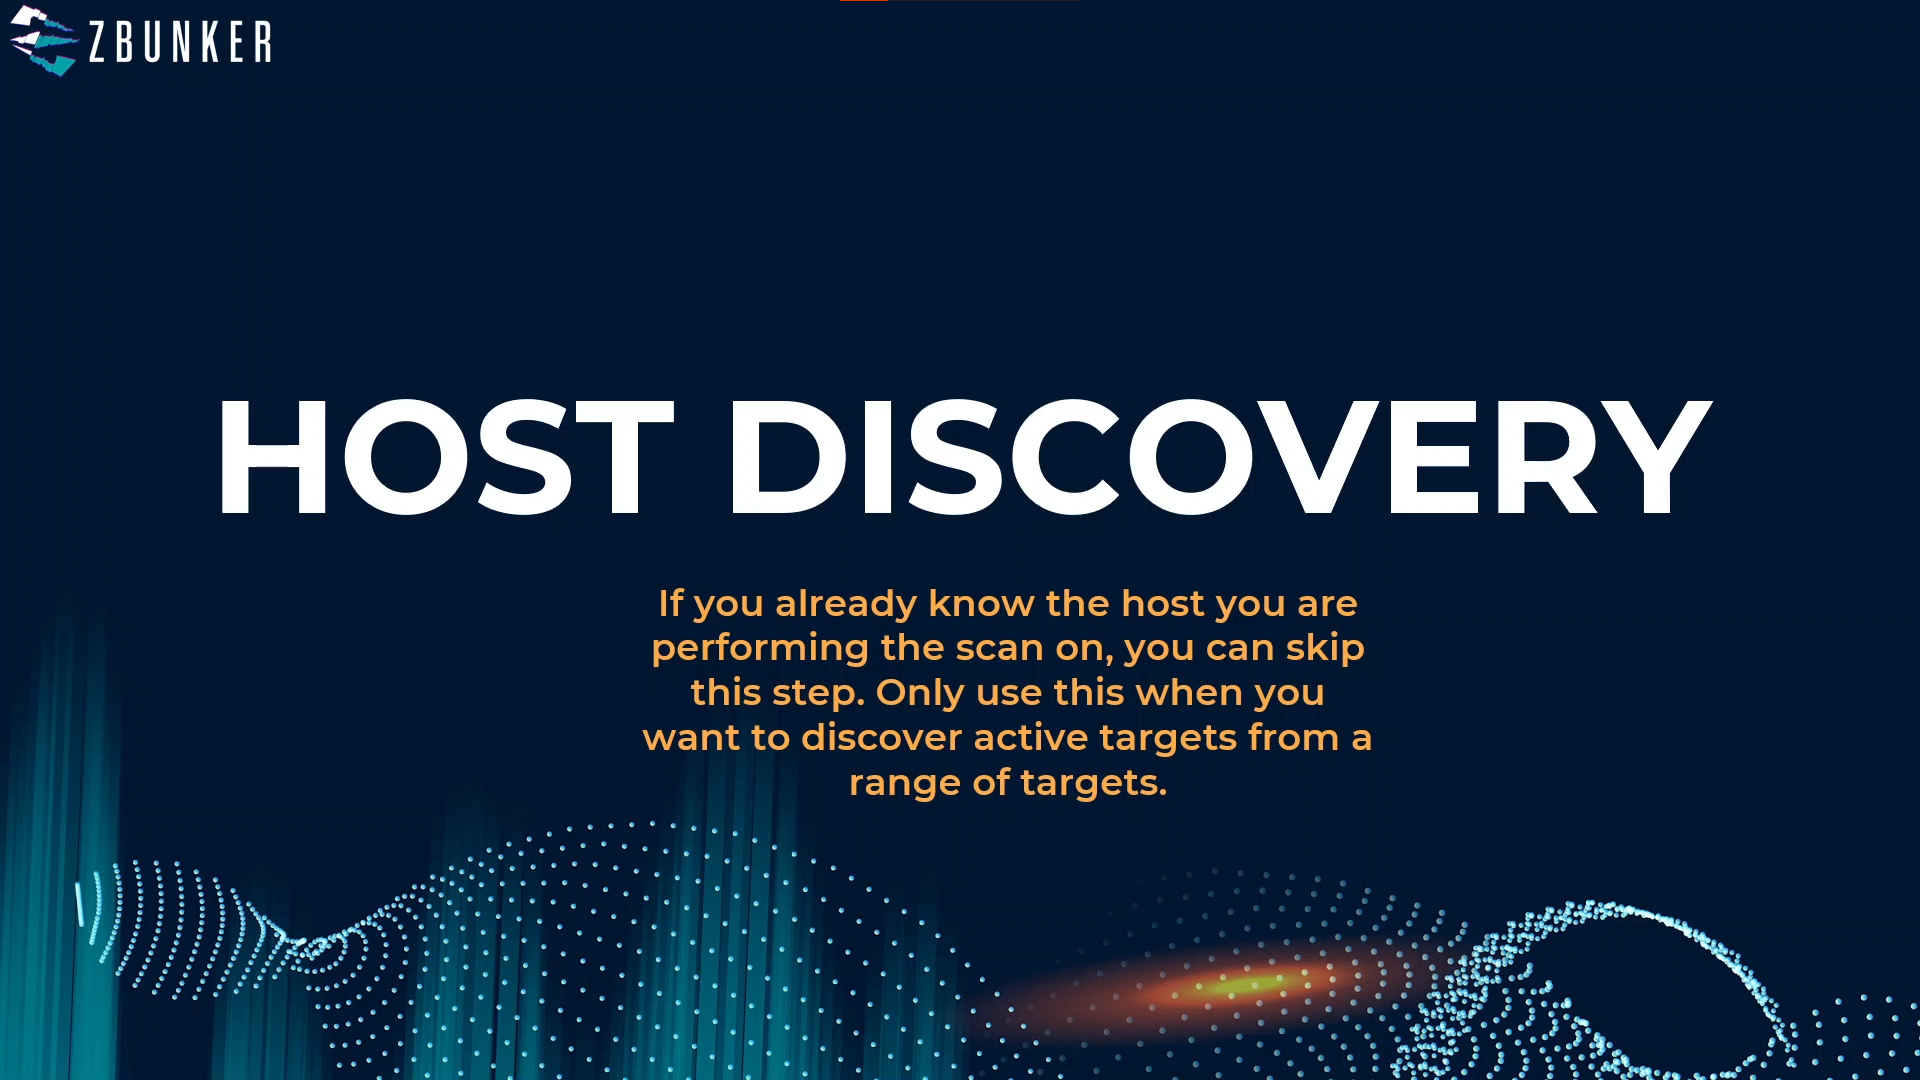 ZBUNKER
HOST DISCOVERY
If you already know the host you are
performing the scan on, you can skip
this step. Only use this when you
want to discover active targets from a
range of targets.